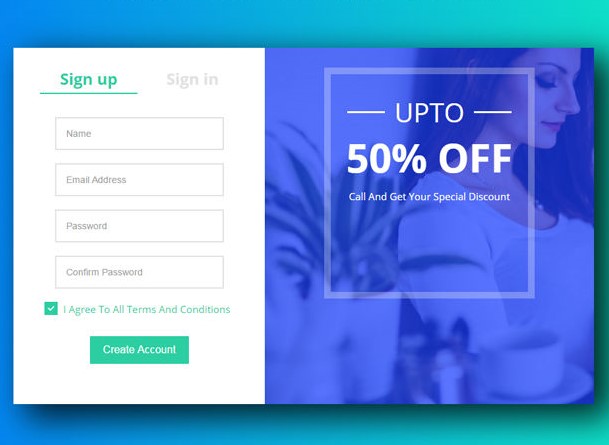 Sign up
Sign in
Name
Email Address
Password
Confirm Password
I Agree To All Terms And Conditions
Create Account
UPTO
50% OFF
Call And Get Your Special Discount